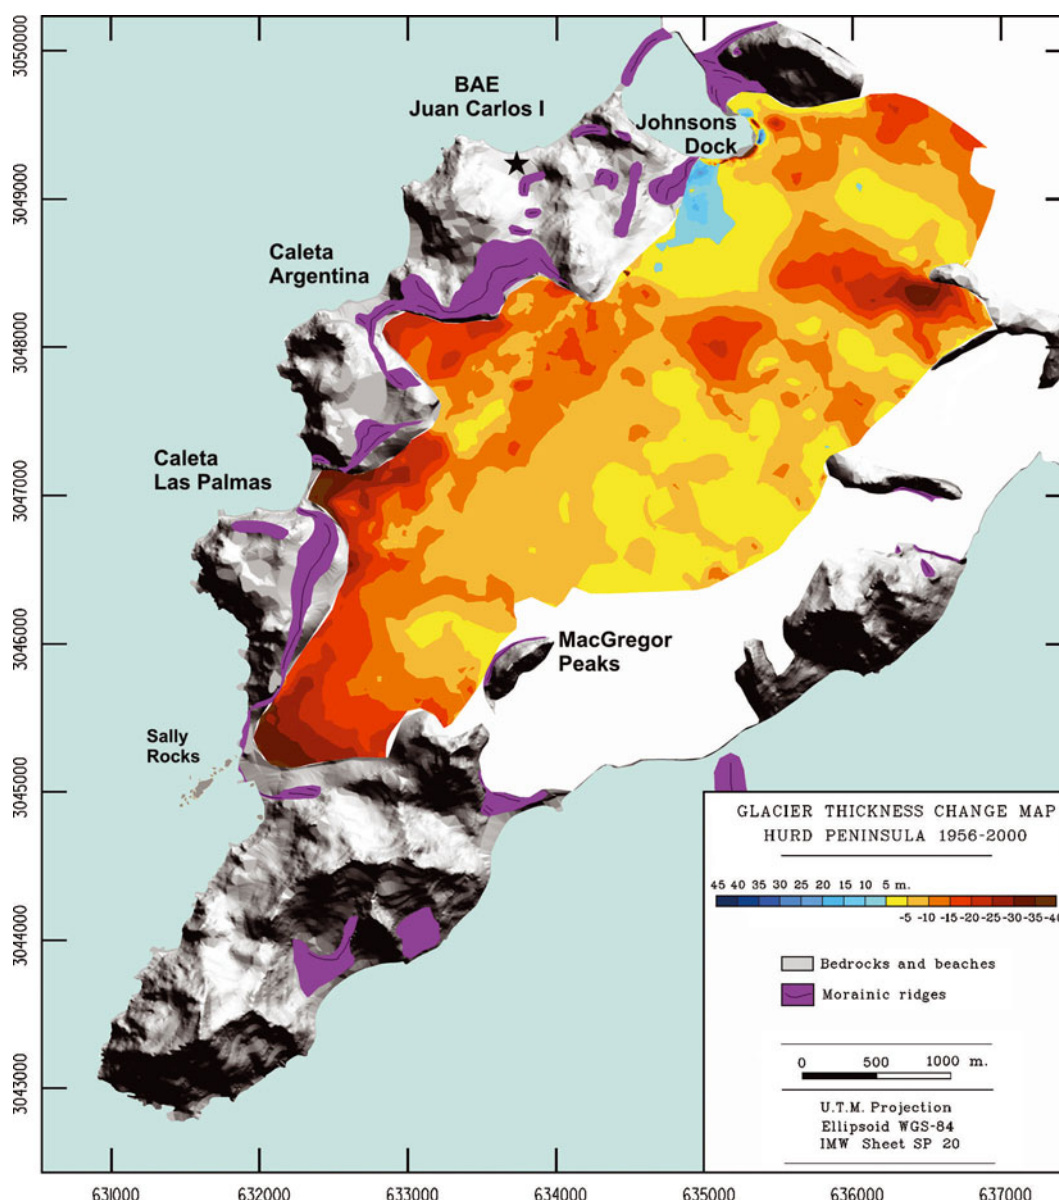 3050000
3049000
3048000
3047000
3046000
3045000
3044000
3043000
BAE
Juan Carlos I
Johnsons
Dock
Caleta
Argentina
Caleta
Las Palmas
MacGregor
Peaks
Sally
Rocks
GLACIER THICKNESS CHANGE MAP
HURD PENINSULA 1956-2000
45 40 35 30 25 20 15 10 5 m.
-5 -10 -15 -20 -25 -30 -35 -40
Bedrocks and beaches
Morainic ridges
0 500 1000 m.
U.T.M. Projection
Ellipsoid WGS-84
IMW Sheet SP 20
631000 632000 633000 634000 635000 636000 637000